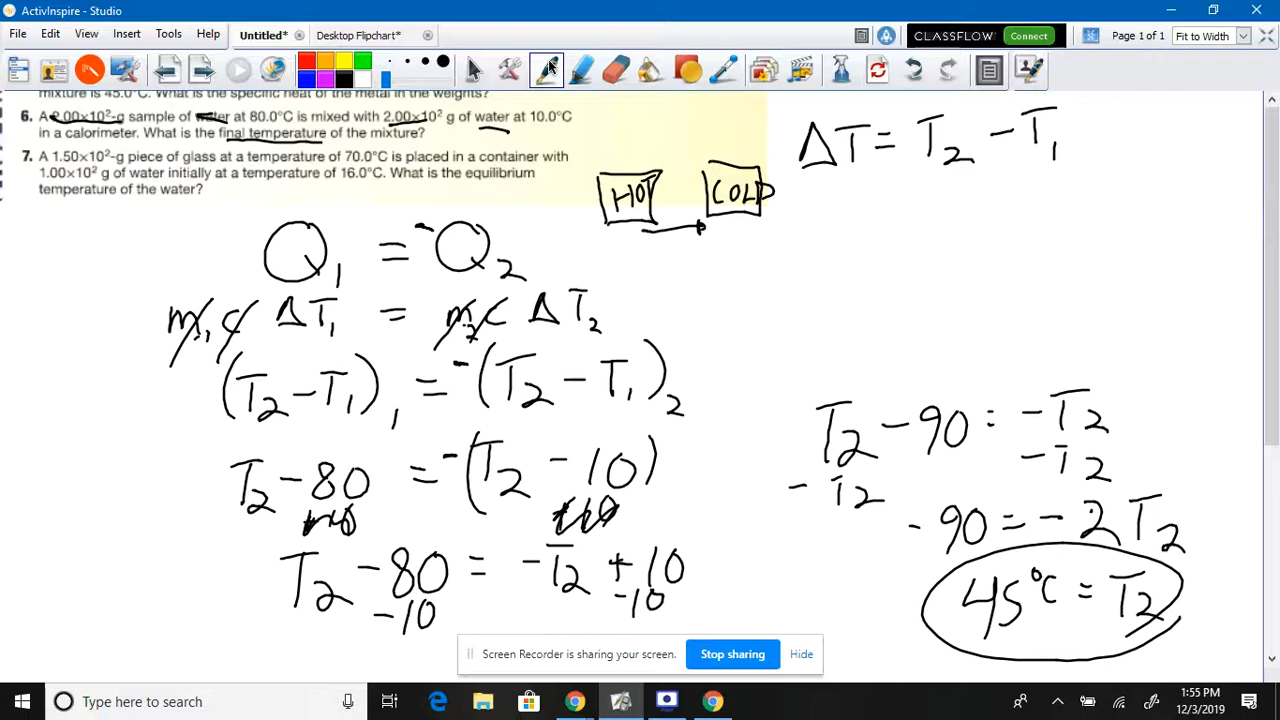 ActivInspire - Studio
File Edit View Insert Tools Help Untitled* Desktop Flipchart* CLASSFLOW Connect Page 1 of 1 Fit to Width
mixture is 45.0°C. What is the specific heat of the metal in the weights?
6. A 2.00×10²-g sample of water at 80.0°C is mixed with 2.00×10² g of water at 10.0°C
in a calorimeter. What is the final temperature of the mixture?
7. A 1.50×10²-g piece of glass at a temperature of 70.0°C is placed in a container with
1.00×10² g of water initially at a temperature of 16.0°C. What is the equilibrium
temperature of the water?
HOT COLD
ΔT = T₂ - T₁
Q₁ = -Q₂
m₁ c ΔT₁ = m₂ c ΔT₂
(T₂ - T₁)₁ = -(T₂ - T₁)₂
T₂ - 80 = -(T₂ - 10)
T₂ - 80 = -T₂ + 10
-10 -10
T₂ - 90 = -T₂
-T₂ -T₂
-90 = -2T₂
45°C = T₂
Screen Recorder is sharing your screen. Stop sharing Hide
Type here to search
1:55 PM
12/3/2019